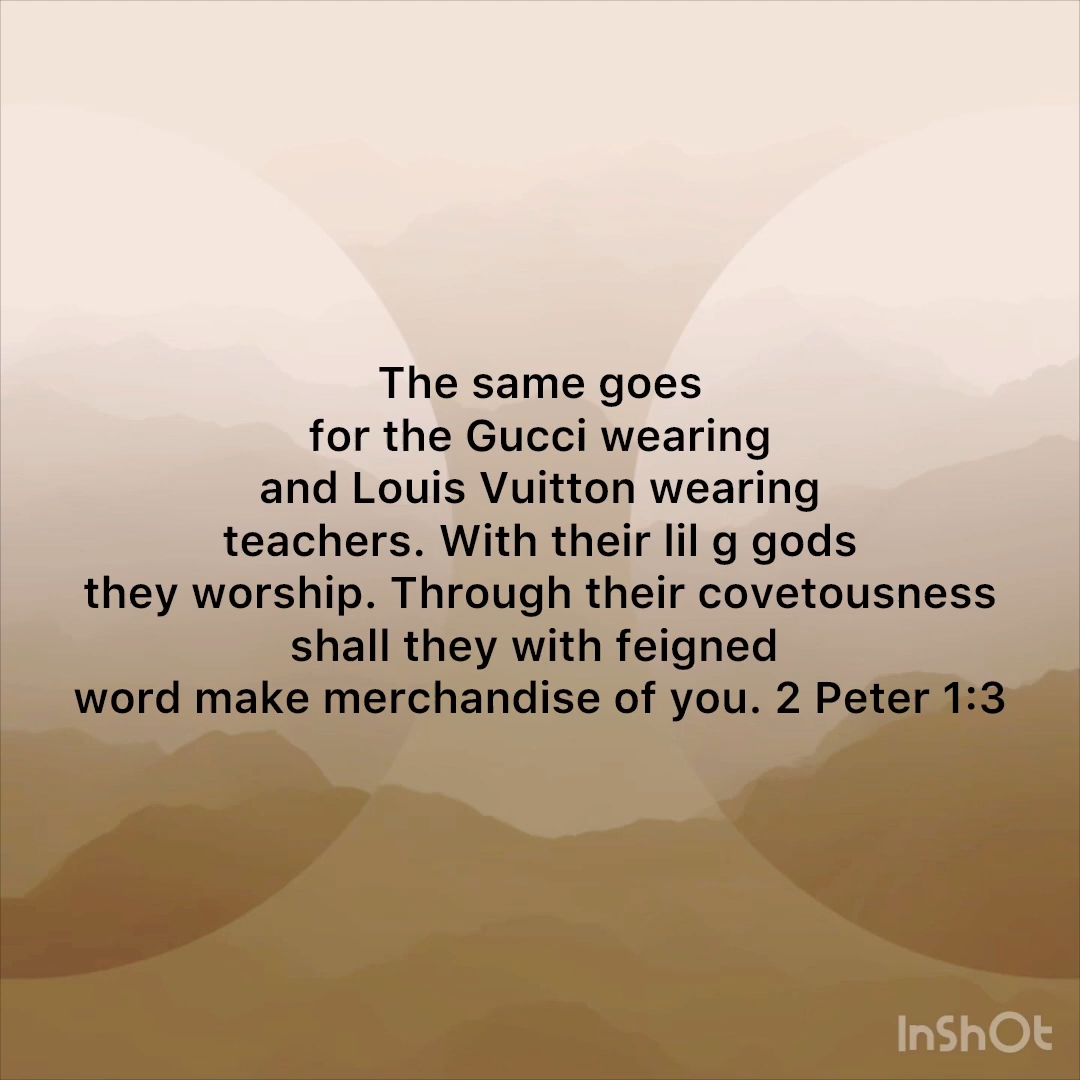 The same goes
for the Gucci wearing
and Louis Vuitton wearing
teachers. With their lil g gods
they worship. Through their covetousness
shall they with feigned
word make merchandise of you. 2 Peter 1:3
InShOt